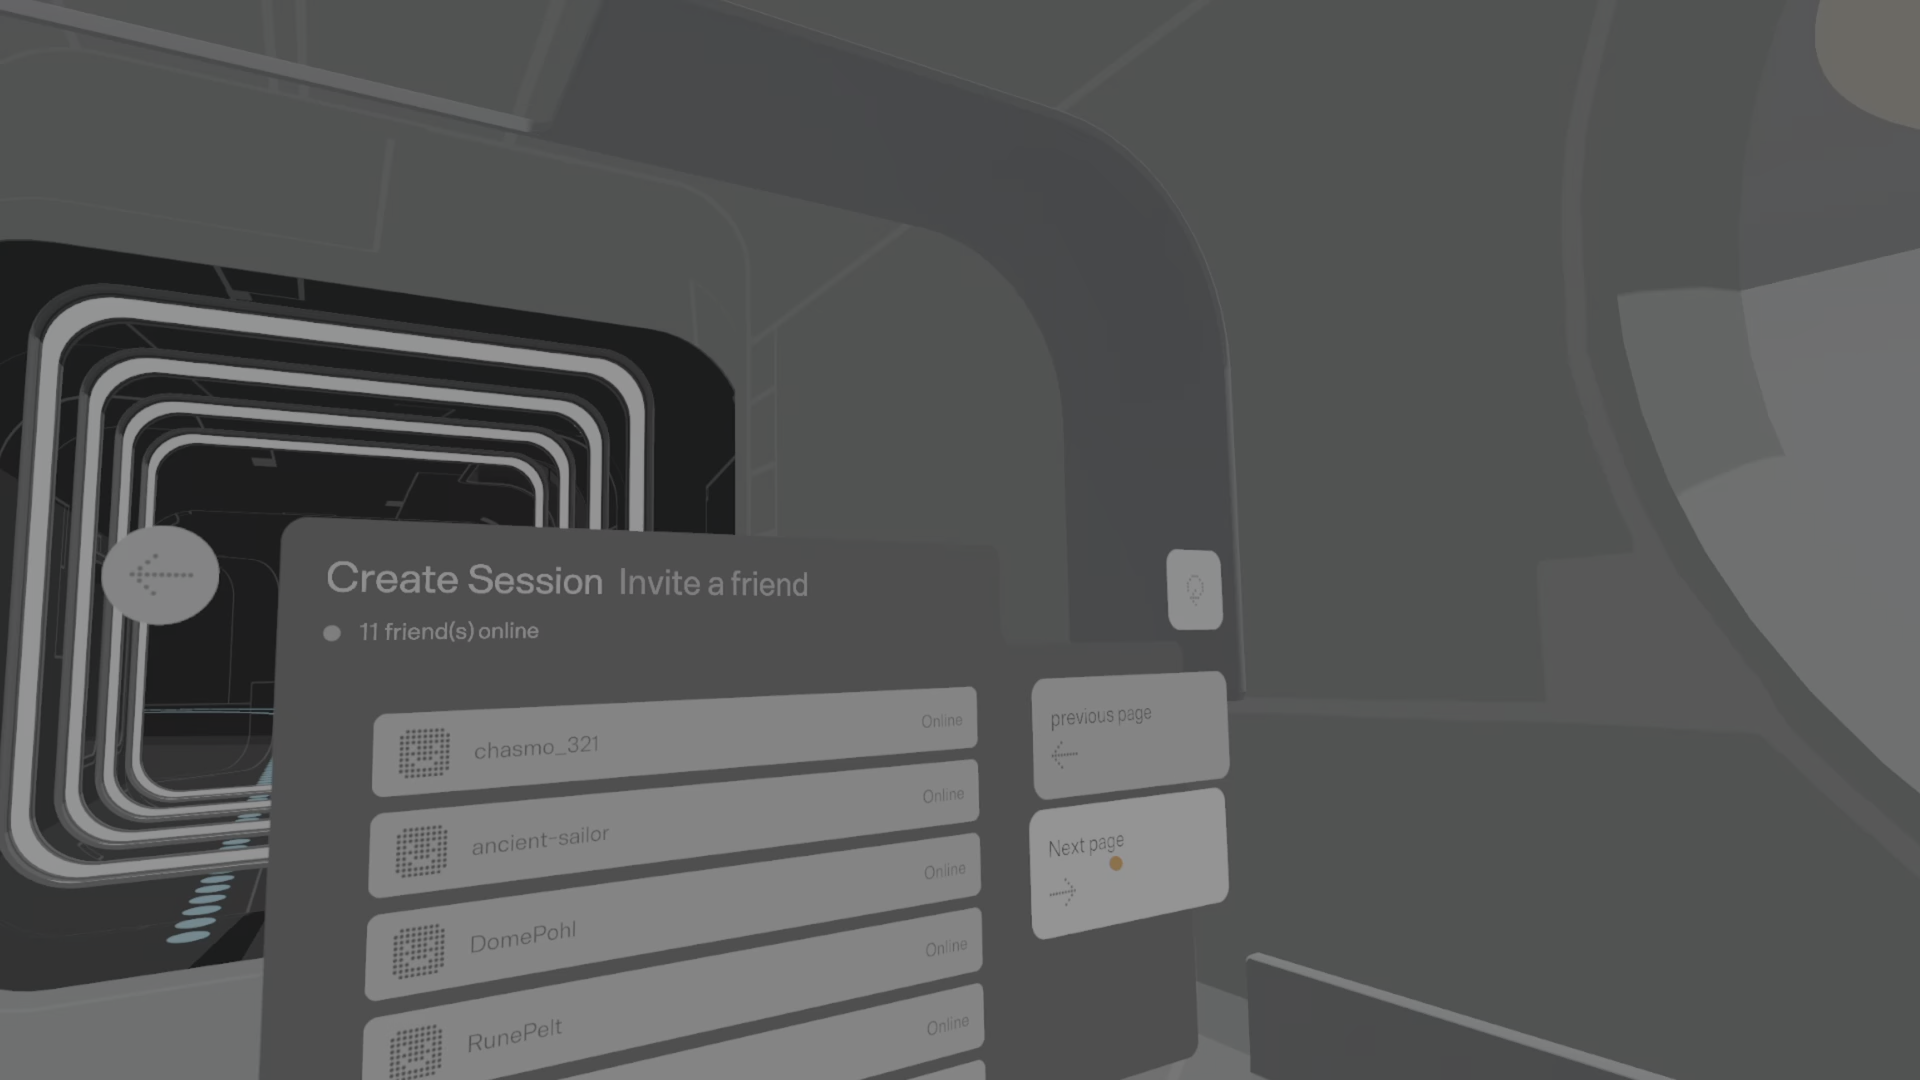 Create Session Invite a friend
11 friend(s) online
chasmo_321 Online
ancient-sailor Online
DomePohl Online
RunePelt Online
Online
previous page
Next page